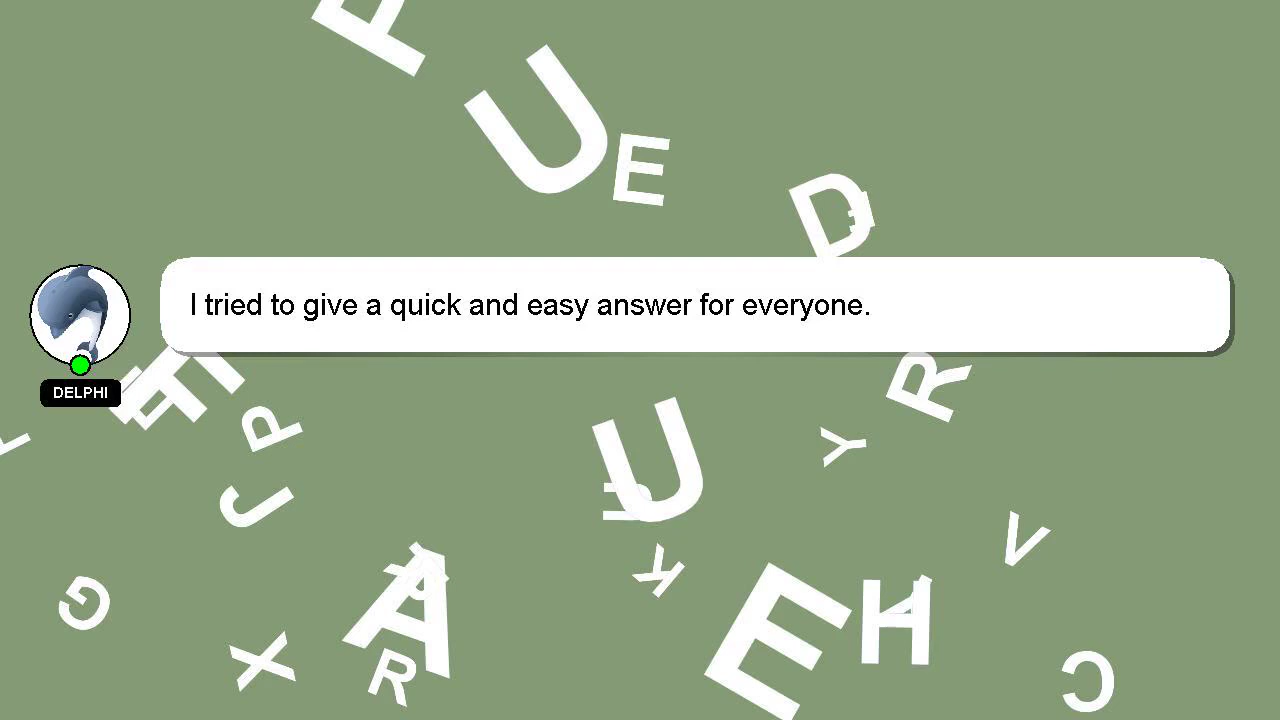 I tried to give a quick and easy answer for everyone.
DELPHI
P
U
E
D
F
R
P
U
Y
J
V
K
A
G
E
H
X
R
C